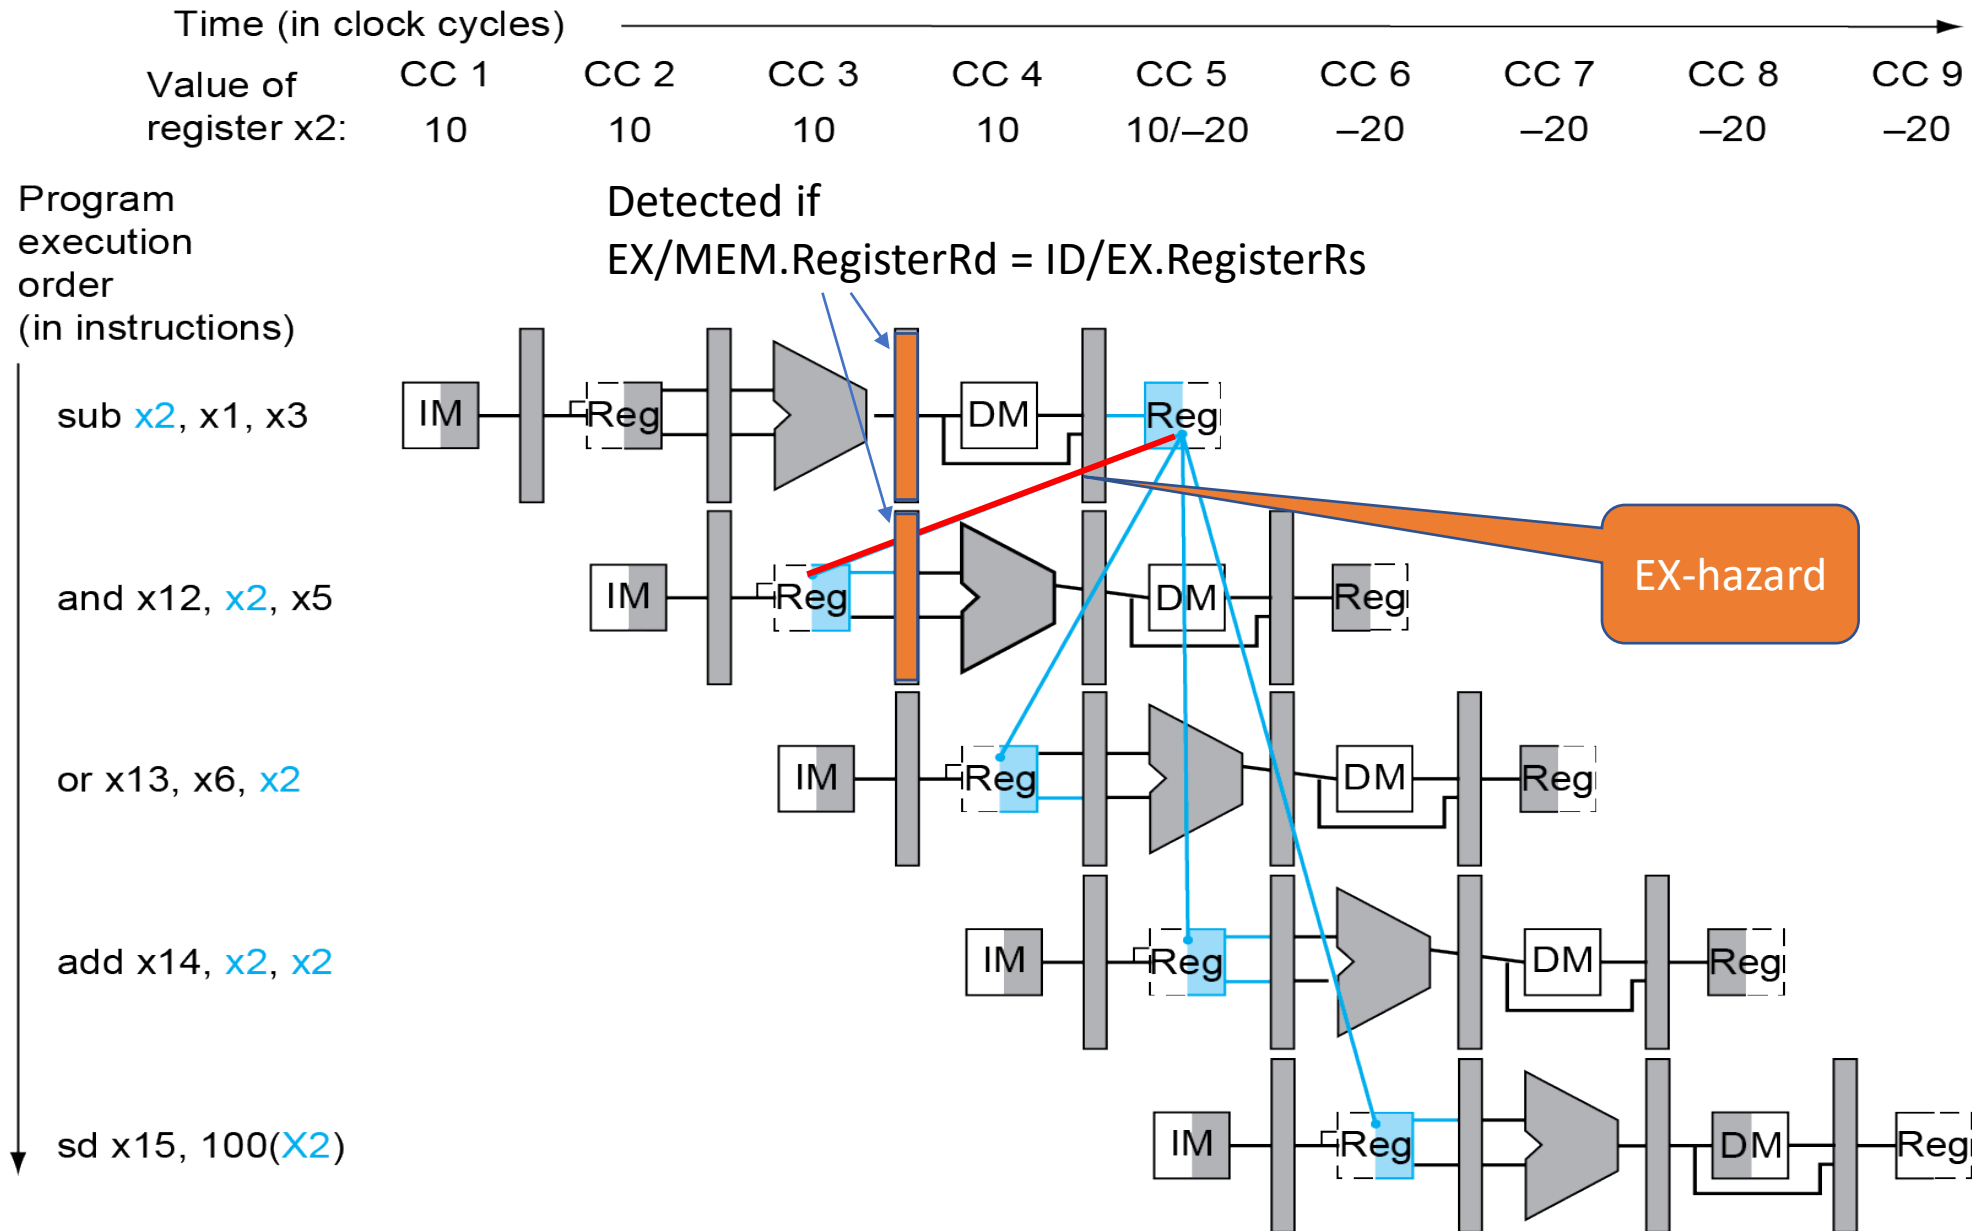 Time (in clock cycles)
Value of
register x2:
CC 1 CC 2 CC 3 CC 4 CC 5 CC 6 CC 7 CC 8 CC 9
10 10 10 10 10/–20 –20 –20 –20 –20
Program
execution
order
(in instructions)
Detected if
EX/MEM.RegisterRd = ID/EX.RegisterRs
sub x2, x1, x3
IM Reg DM Reg
and x12, x2, x5
IM Reg DM Reg
EX-hazard
or x13, x6, x2
IM Reg DM Reg
add x14, x2, x2
IM Reg DM Reg
sd x15, 100(X2)
IM Reg DM Reg